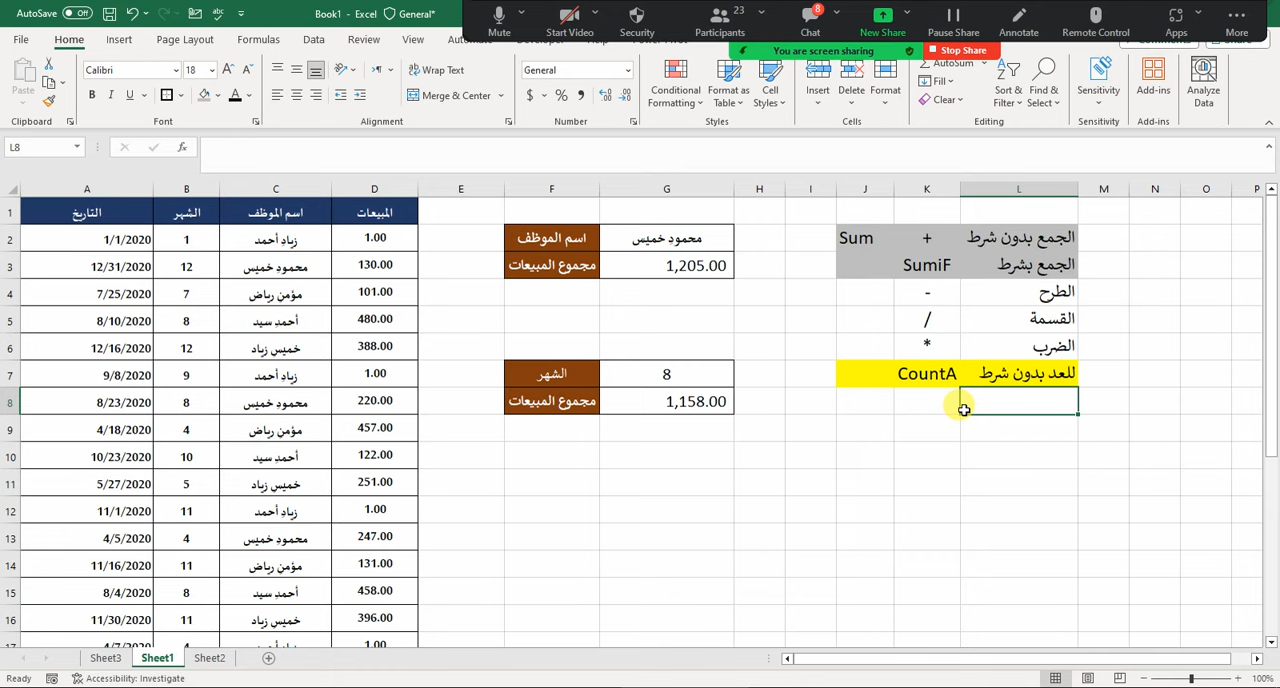 AutoSave Off Book1 - Excel General*
Mute Start Video Security Participants 23 Chat 8 New Share Pause Share Annotate Remote Control Apps More
You are screen sharing Stop Share
File Home Insert Page Layout Formulas Data Review View
Paste Calibri 18 Wrap Text General Conditional Formatting Format as Table Cell Styles Insert Delete Format AutoSum Sort & Filter Find & Select Sensitivity Add-ins Analyze Data
B I U Merge & Center $ % Fill
Clear
Clipboard Font Alignment Number Styles Cells Editing Sensitivity Add-ins
L8 fx
A B C D E F G H I J K L M N O P
1 التاريخ الشهر اسم الموظف المبيعات
2 1/1/2020 1 زياد أحمد 1.00 اسم الموظف محمود خميس Sum + الجمع بدون شرط
3 12/31/2020 12 محمود خميس 130.00 مجموع المبيعات 1,205.00 SumiF الجمع بشرط
4 7/25/2020 7 مؤمن رياض 101.00 - الطرح
5 8/10/2020 8 أحمد سيد 480.00 / القسمة
6 12/16/2020 12 خميس زياد 388.00 * الضرب
7 9/8/2020 9 زياد أحمد 1.00 الشهر 8 CountA للعد بدون شرط
8 8/23/2020 8 محمود خميس 220.00 مجموع المبيعات 1,158.00
9 4/18/2020 4 مؤمن رياض 457.00
10 10/23/2020 10 أحمد سيد 122.00
11 5/27/2020 5 خميس زياد 251.00
12 11/1/2020 11 زياد أحمد 1.00
13 4/5/2020 4 محمود خميس 247.00
14 11/16/2020 11 مؤمن رياض 131.00
15 8/4/2020 8 أحمد سيد 458.00
16 11/30/2020 11 خميس زياد 396.00
17 4/7/2020 4 زياد أحمد 1.00
Sheet3 Sheet1 Sheet2
Ready Accessibility: Investigate 100%